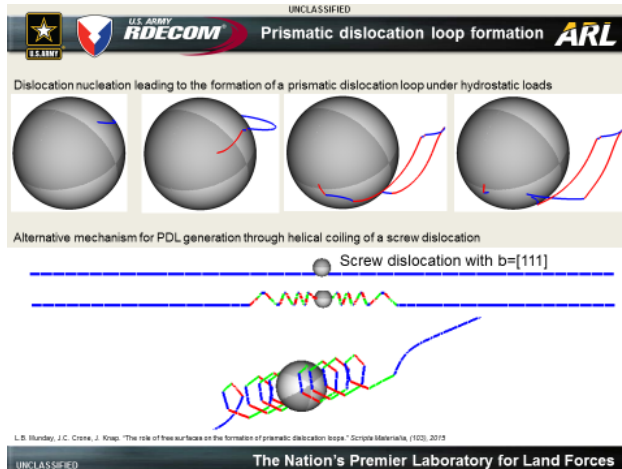 UNCLASSIFIED
U.S. ARMY
RDECOM
Prismatic dislocation loop formation
ARL
U.S.ARMY
Dislocation nucleation leading to the formation of a prismatic dislocation loop under hydrostatic loads
Alternative mechanism for PDL generation through helical coiling of a screw dislocation
Screw dislocation with b=[111]
L.B. Munday, J.C. Crone, J. Knap. "The role of free surfaces on the formation of prismatic dislocation loops." Scripta Materialia, (103), 2015
The Nation's Premier Laboratory for Land Forces
UNCLASSIFIED